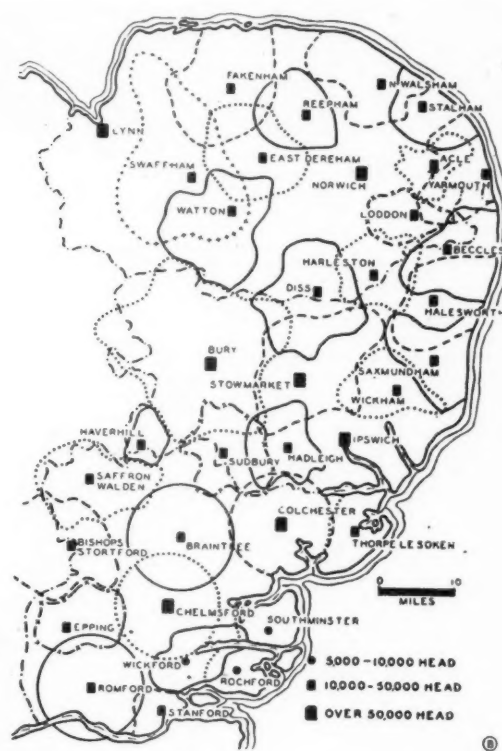 FAKENHAM
N. WALSHAM
REEPHAM
STALHAM
LYNN
EAST DEREHAM
ACLE
SWAFFHAM
NORWICH
YARMOUTH
WATTON
LODDON
BECCLES
HARLESTON
DISS
HALESWORTH
BURY
SAXMUNDHAM
STOWMARKET
WICKHAM
HAVERHILL
IPSWICH
SUDBURY
HADLEIGH
SAFFRON
WALDEN
COLCHESTER
BISHOPS
STORTFORD
BRAINTREE
THORPE LE SOKEN
0 10
MILES
CHELMSFORD
SOUTHMINSTER
EPPING
5,000-10,000 HEAD
WICKFORD
ROCHFORD
10,000-50,000 HEAD
ROMFORD
STANFORD
OVER 50,000 HEAD
B